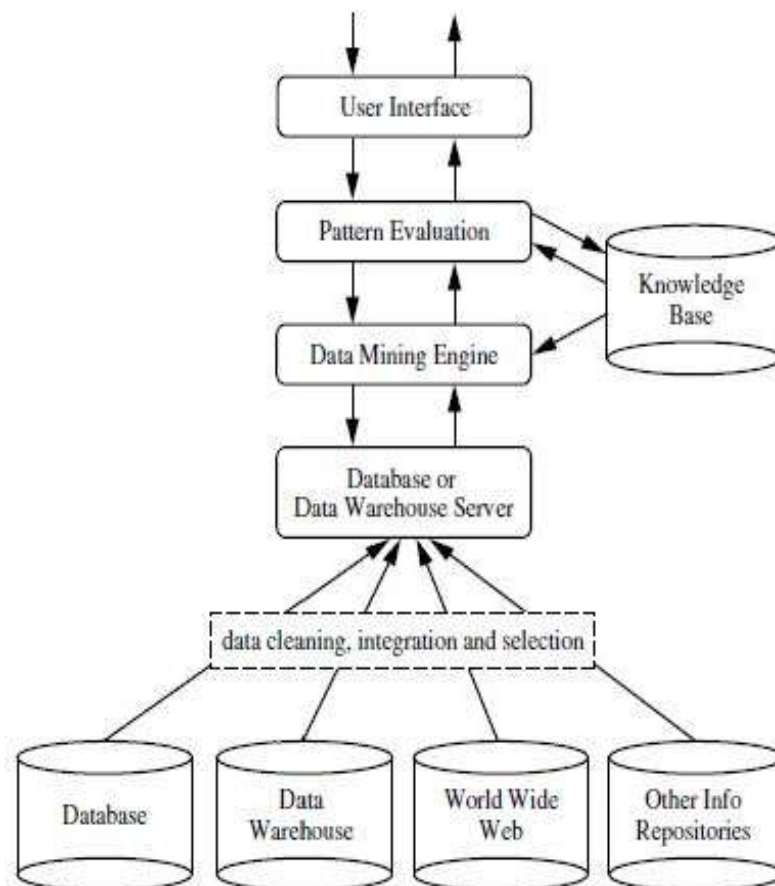 User Interface
Pattern Evaluation
Knowledge
Base
Data Mining Engine
Database or
Data Warehouse Server
data cleaning, integration and selection
Database
Data
Warehouse
World Wide
Web
Other Info
Repositories